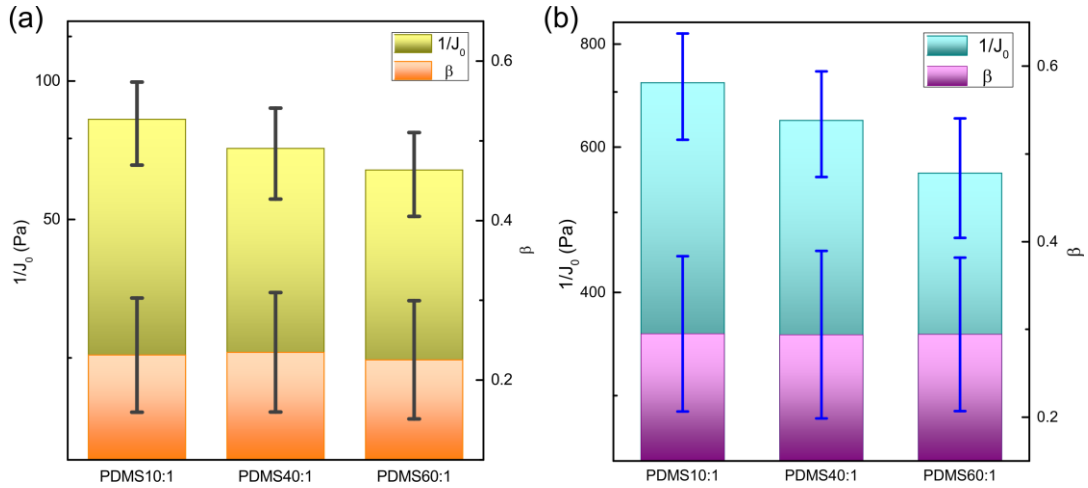 (a)
1/J₀
β
100
50
1/J₀ (Pa)
0.6
0.4
0.2
β
PDMS10:1
PDMS40:1
PDMS60:1
(b)
1/J₀
β
800
600
400
1/J₀ (Pa)
0.6
0.4
0.2
β
PDMS10:1
PDMS40:1
PDMS60:1